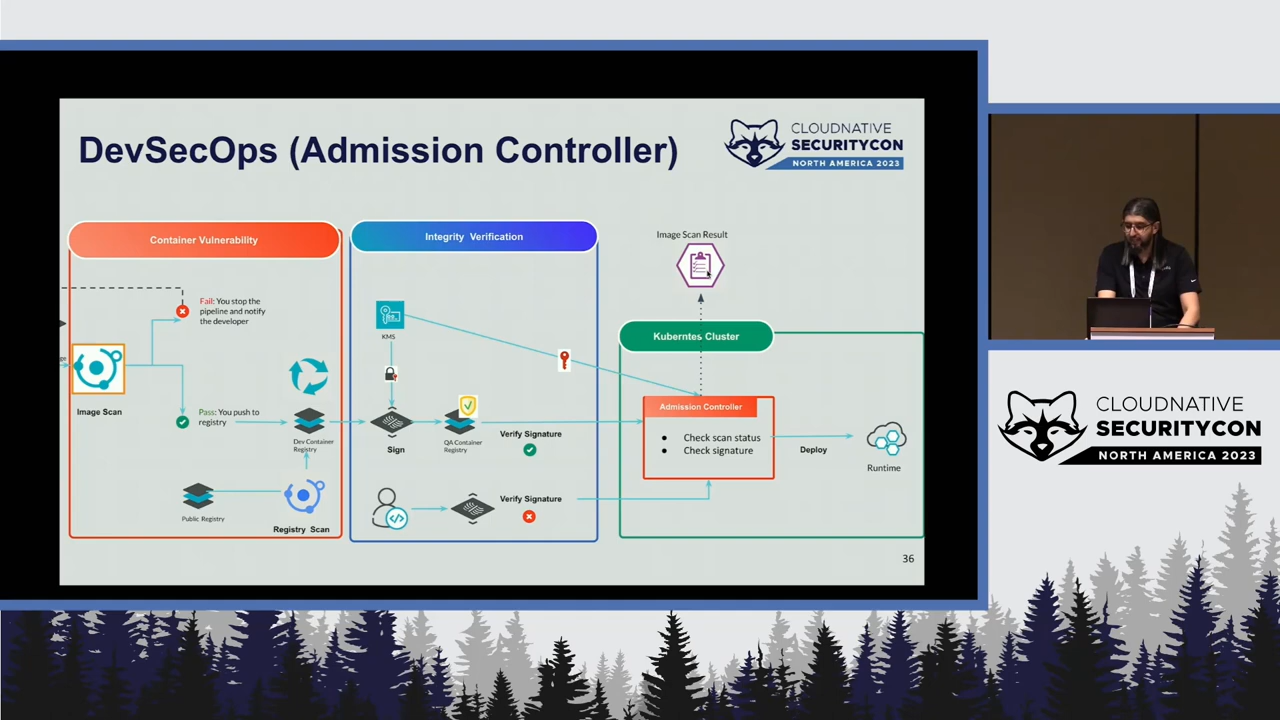 DevSecOps (Admission Controller)
CLOUDNATIVE
SECURITYCON
NORTH AMERICA 2023
Container Vulnerability
Integrity Verification
Image Scan Result
Fail: You stop the
pipeline and notify
the developer
KMS
Kuberntes Cluster
Image Scan
Pass: You push to
registry
Dev Container
Registry
Sign
QA Container
Registry
Verify Signature
Admission Controller
● Check scan status
● Check signature
Deploy
Runtime
Public Registry
Registry Scan
Verify Signature
36
CLOUDNATIVE
SECURITYCON
NORTH AMERICA 2023